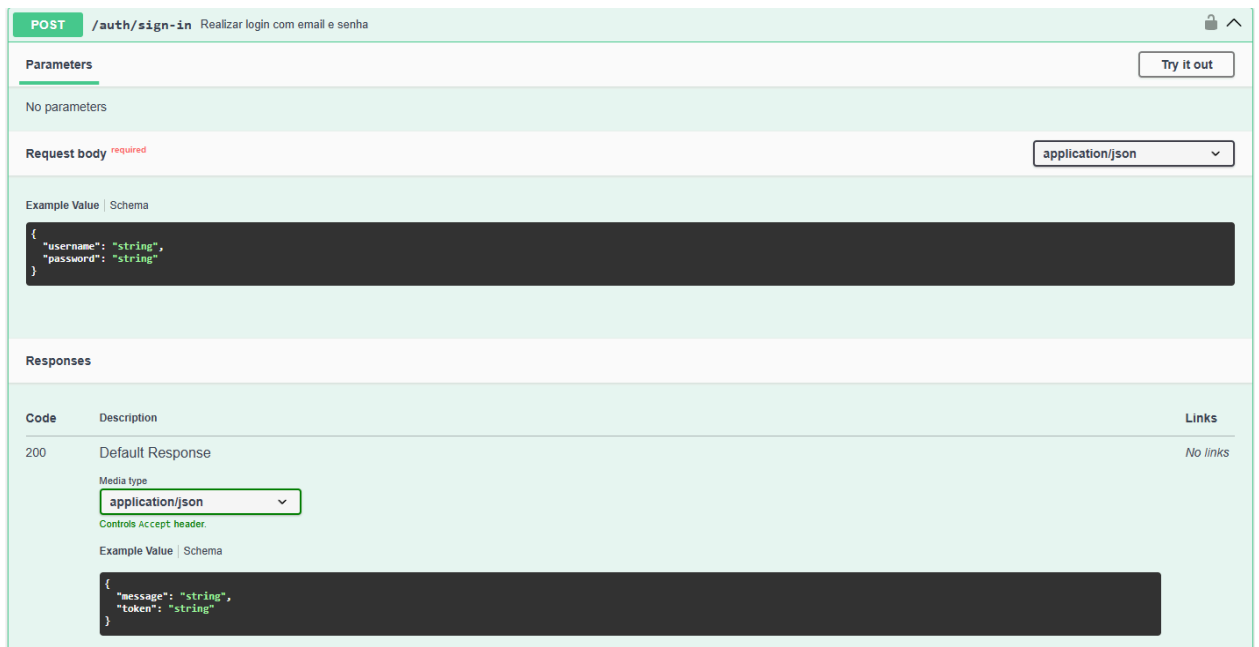 POST /auth/sign-in Realizar login com email e senha
Parameters Try it out
No parameters
Request body required application/json
Example Value Schema
{
"username": "string",
"password": "string"
}
Responses
Code Description Links
200 Default Response No links
Media type
application/json
Controls Accept header.
Example Value Schema
{
"message": "string",
"token": "string"
}